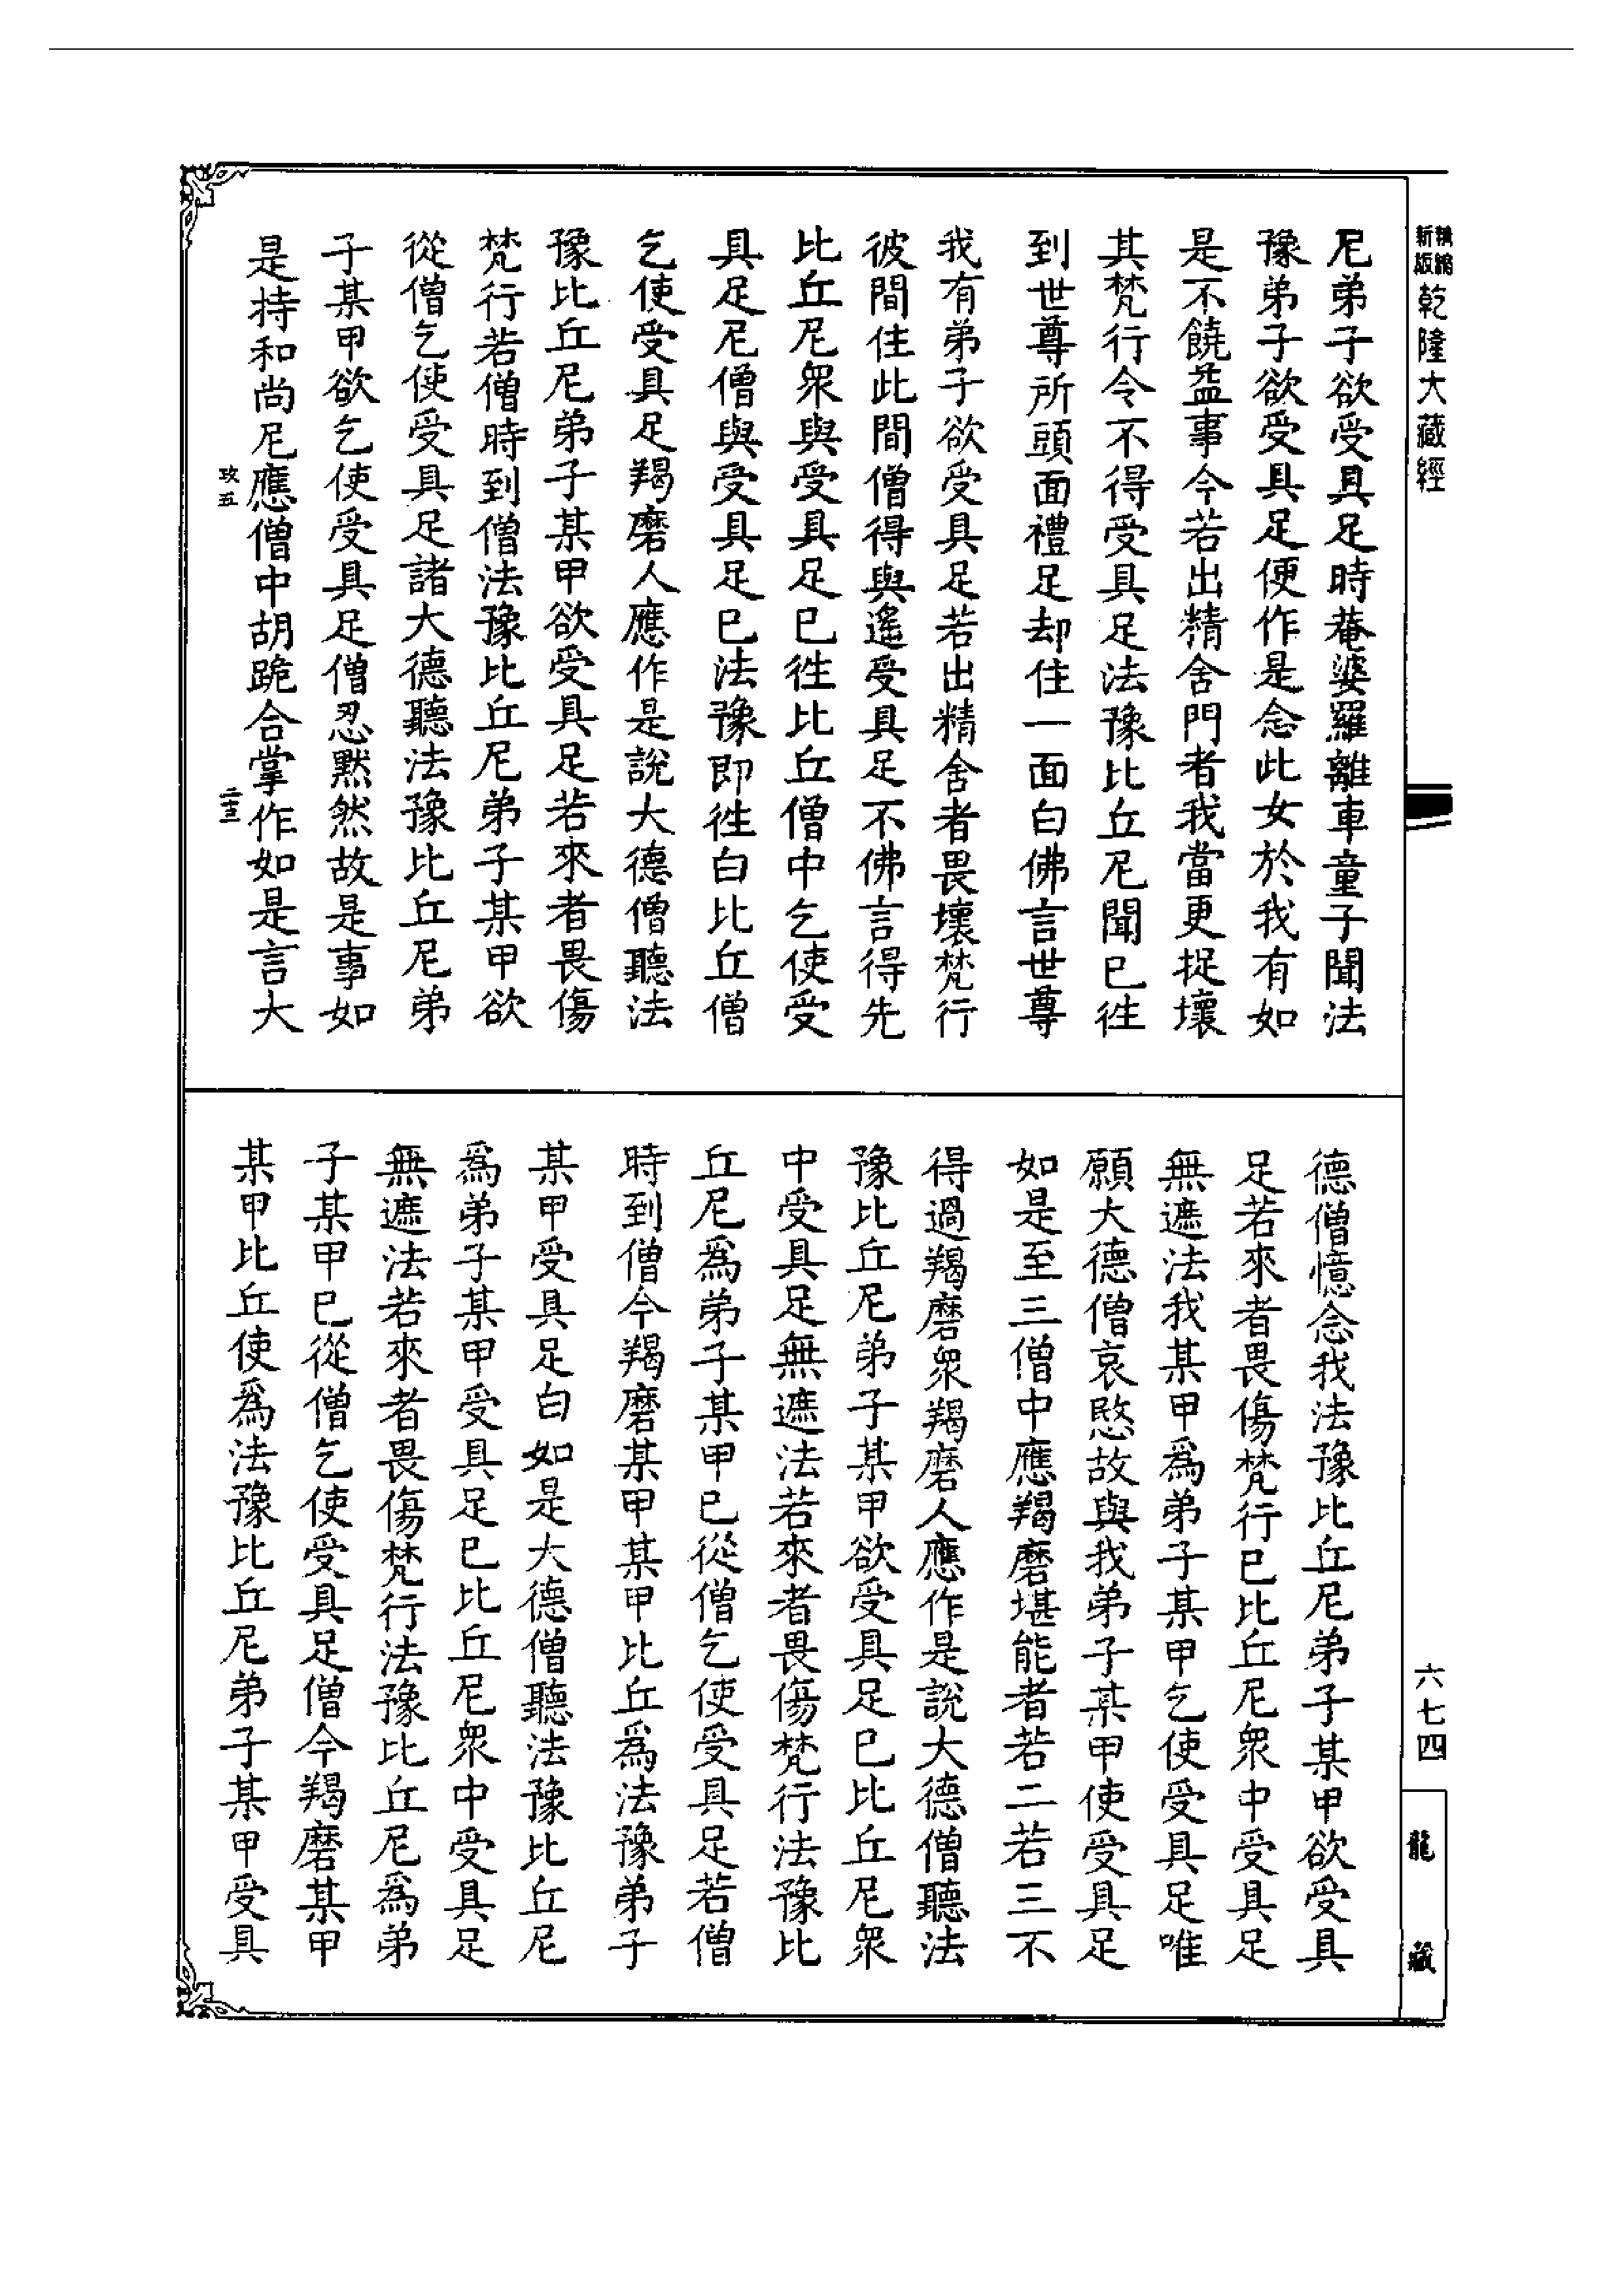 精編
新版
乾隆大藏經
尼弟子欲受具足時菴婆羅離車童子聞法
豫弟子欲受具足便作是念此女於我有如
是不饒益事今若出精舍門者我當更捉壞
其梵行令不得受具足法豫比丘尼聞已徃
到世尊所頭面禮足却住一面白佛言世尊
我有弟子欲受具足若出精舍者畏壞梵行
彼間住此間僧得與遙受具足不佛言得先
比丘尼衆與受具足已徃比丘僧中乞使受
具足尼僧與受具足已法豫即徃白比丘僧
乞使受具足羯磨人應作是說大德僧聽法
豫比丘尼弟子某甲欲受具足若來者畏傷
梵行若僧時到僧法豫比丘尼弟子某甲欲
從僧乞使受具足諸大德聽法豫比丘尼弟
子某甲欲乞使受具足僧忍默然故是事如
是持和尚尼應僧中胡跪合掌作如是言大
攻五
二十三
德僧憶念我法豫比丘尼弟子某甲欲受具
足若來者畏傷梵行已比丘尼衆中受具足
無遮法我某甲爲弟子某甲乞使受具足唯
願大德僧哀愍故與我弟子某甲使受具足
如是至三僧中應羯磨堪能者若二若三不
得過羯磨衆羯磨人應作是說大德僧聽法
豫比丘尼弟子某甲欲受具足已比丘尼衆
中受具足無遮法若來者畏傷梵行法豫比
丘尼爲弟子某甲已從僧乞使受具足若僧
時到僧今羯磨某甲某甲比丘爲法豫弟子
某甲受具足白如是大德僧聽法豫比丘尼
爲弟子某甲受具足已比丘尼衆中受具足
無遮法若來者畏傷梵行法豫比丘尼爲弟
子某甲已從僧乞使受具足僧今羯磨某甲
某甲比丘使爲法豫比丘尼弟子某甲受具
六七四
龍藏